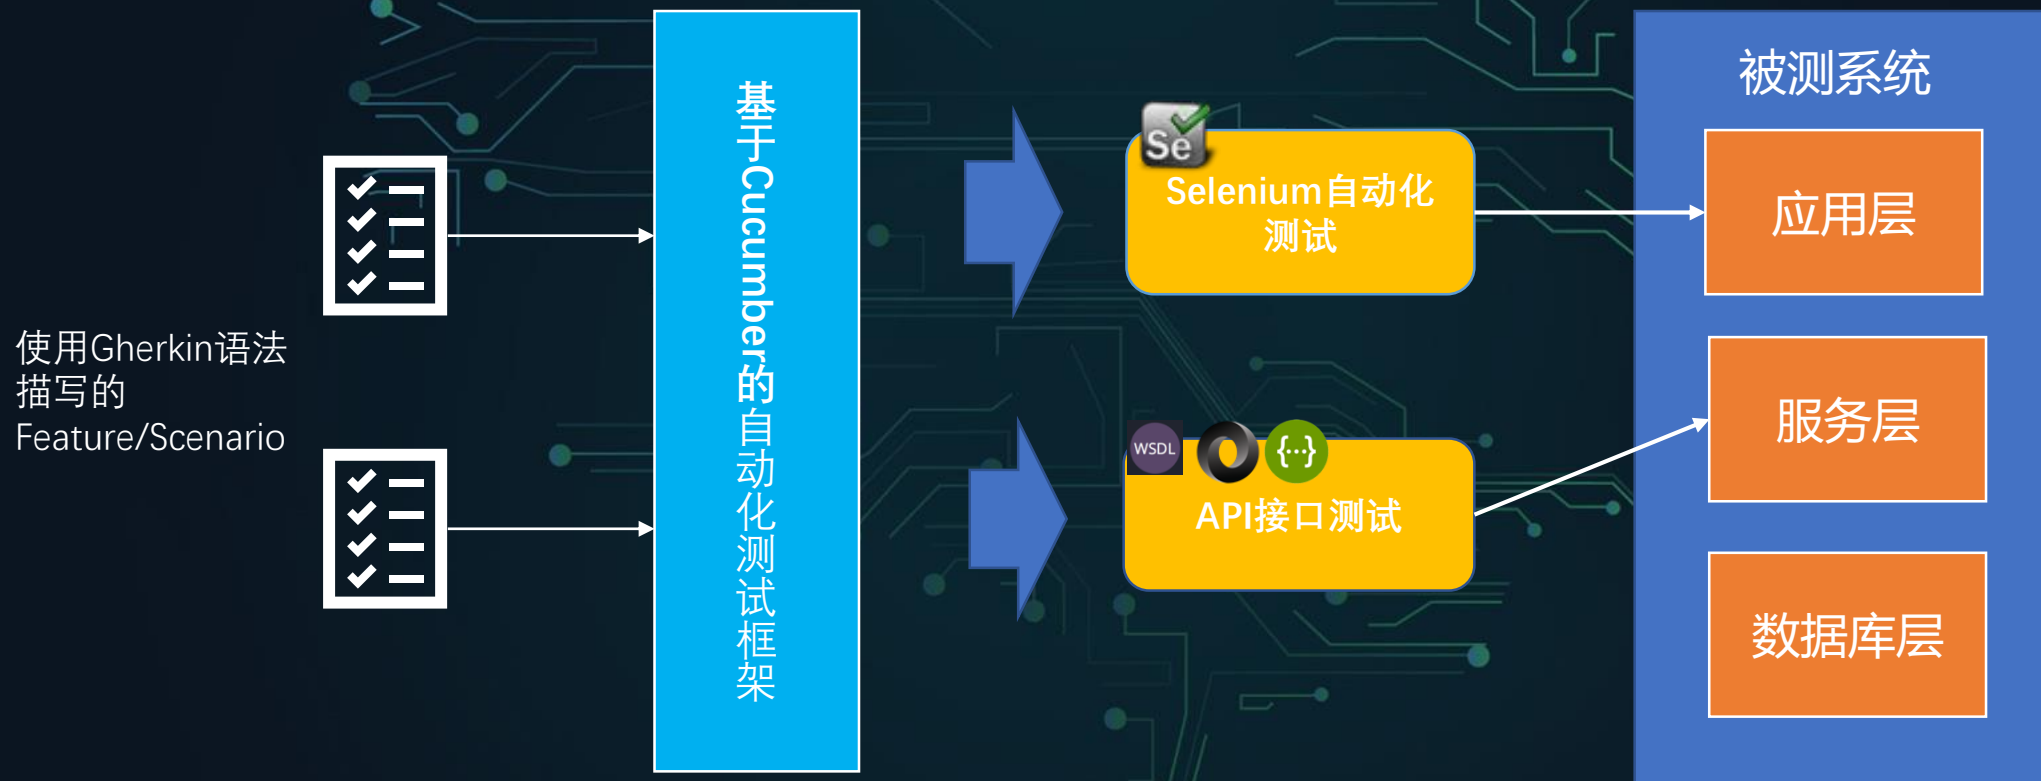 使用Gherkin语法
描写的
Feature/Scenario
基于Cucumber的自动化测试框架
Se
Selenium自动化
测试
WSDL
{···}
API接口测试
被测系统
应用层
服务层
数据库层